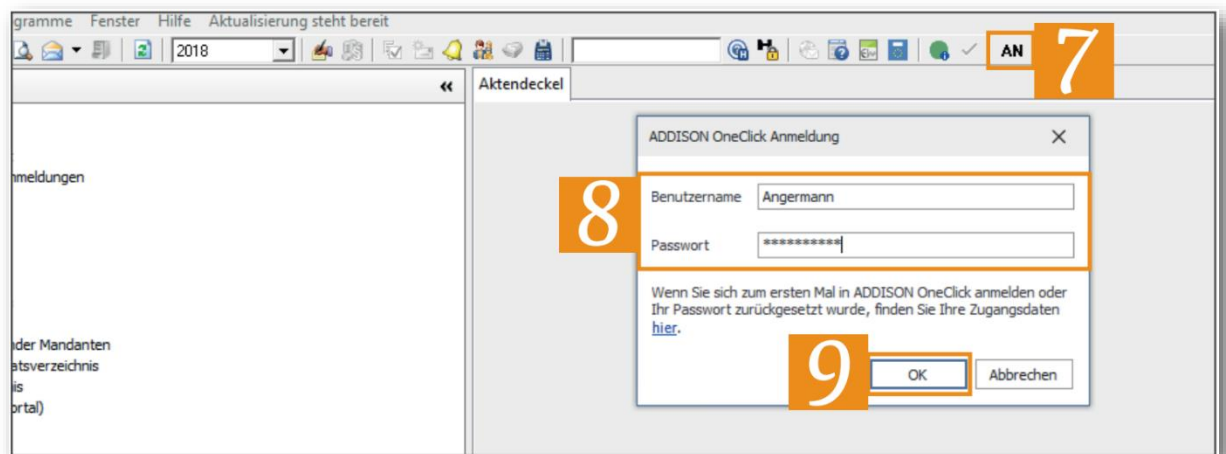 gramme Fenster Hilfe Aktualisierung steht bereit
2018
AN
7
Aktendeckel
ADDISON OneClick Anmeldung
nmeldungen
8
Benutzername Angermann
Passwort **********
Wenn Sie sich zum ersten Mal in ADDISON OneClick anmelden oder
Ihr Passwort zurückgesetzt wurde, finden Sie Ihre Zugangsdaten
hier.
nder Mandanten
atsverzeichnis
is
ortal)
9
OK Abbrechen